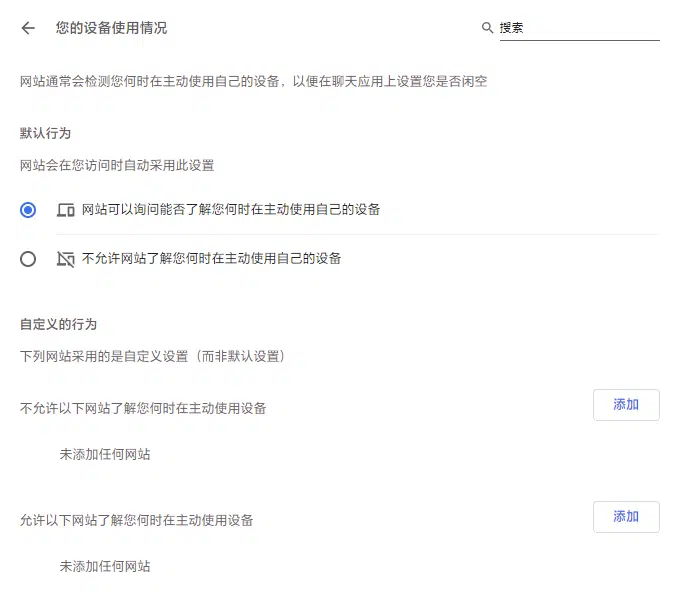 您的设备使用情况
搜索
网站通常会检测您何时在主动使用自己的设备，以便在聊天应用上设置您是否闲空
默认行为
网站会在您访问时自动采用此设置
网站可以询问能否了解您何时在主动使用自己的设备
不允许网站了解您何时在主动使用自己的设备
自定义的行为
下列网站采用的是自定义设置（而非默认设置）
不允许以下网站了解您何时在主动使用设备
添加
未添加任何网站
允许以下网站了解您何时在主动使用设备
添加
未添加任何网站